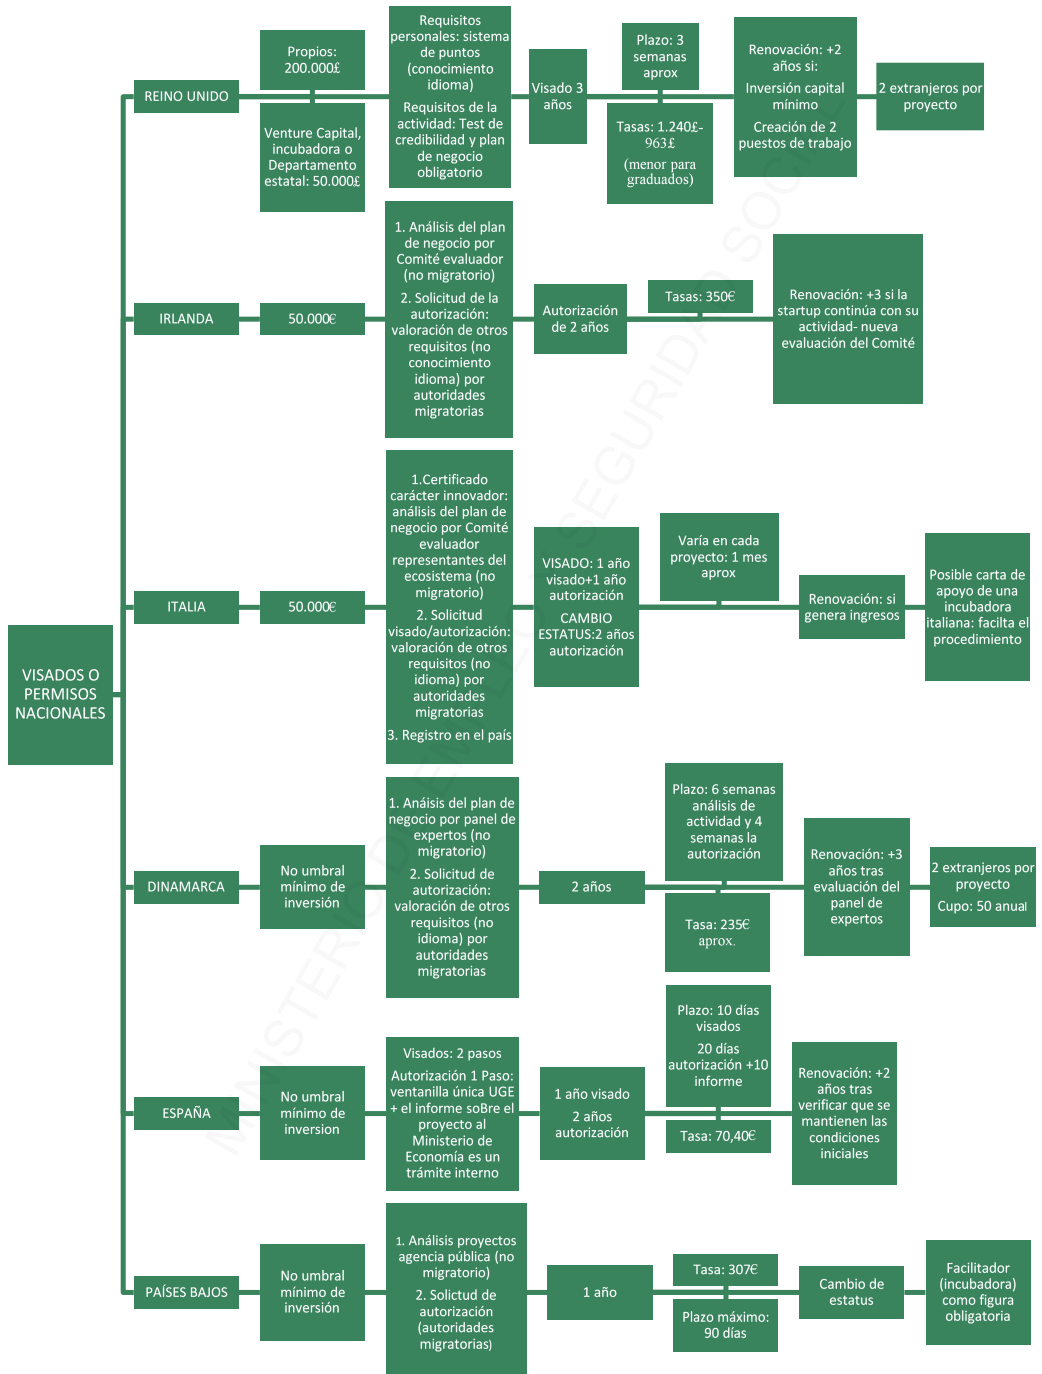 VISADOS O
PERMISOS
NACIONALES
REINO UNIDO
Propios:
200.000£
Venture Capital,
incubadora o
Departamento
estatal: 50.000£
Requisitos
personales: sistema
de puntos
(conocimiento
idioma)
Requisitos de la
actividad: Test de
credibilidad y plan
de negocio
obligatorio
Visado 3
años
Plazo: 3
semanas
aprox
Tasas: 1.240£-
963£
(menor para
graduados)
Renovación: +2
años si:
Inversión capital
mínimo
Creación de 2
puestos de trabajo
2 extranjeros por
proyecto
IRLANDA
50.000€
1. Análisis del plan
de negocio por
Comité evaluador
(no migratorio)
2. Solicitud de la
autorización:
valoración de otros
requisitos (no
conocimiento
idioma) por
autoridades
migratorias
Autorización
de 2 años
Tasas: 350€
Renovación: +3 si la
startup continúa con su
actividad- nueva
evaluación del Comité
ITALIA
50.000€
1.Certificado
carácter innovador:
análisis del plan de
negocio por Comité
evaluador
representantes del
ecosistema (no
migratorio)
2. Solicitud
visado/autorización:
valoración de otros
requisitos (no
idioma) por
autoridades
migratorias
3. Registro en el país
VISADO: 1 año
visado+1 año
autorización
CAMBIO
ESTATUS:2 años
autorización
Varía en cada
proyecto: 1 mes
aprox
Renovación: si
genera ingresos
Posible carta de
apoyo de una
incubadora
italiana: facilta el
procedimiento
DINAMARCA
No umbral
mínimo de
inversión
1. Anáisis del plan de
negocio por panel de
expertos (no
migratorio)
2. Solicitud de
autorización:
valoración de otros
requisitos (no
idioma) por
autoridades
migratorias
2 años
Plazo: 6 semanas
análisis de
actividad y 4
semanas la
autorización
Tasa: 235€
aprox.
Renovación: +3
años tras
evaluación del
panel de
expertos
2 extranjeros por
proyecto
Cupo: 50 anual
ESPAÑA
No umbral
mínimo de
inversion
Visados: 2 pasos
Autorización 1 Paso:
ventanilla única UGE
+ el informe soBre el
proyecto al
Ministerio de
Economía es un
trámite interno
1 año visado
2 años
autorización
Plazo: 10 días
visados
20 días
autorización +10
informe
Tasa: 70,40€
Renovación: +2
años tras
verificar que se
mantienen las
condiciones
iniciales
PAÍSES BAJOS
No umbral
mínimo de
inversión
1. Análisis proyectos
agencia pública (no
migratorio)
2. Solictud de
autorización
(autoridades
migratorias)
1 año
Tasa: 307€
Plazo máximo:
90 días
Cambio de
estatus
Facilitador
(incubadora)
como figura
obligatoria
MINISTERIO DE EMPLEO Y SEGURIDAD SOCIAL